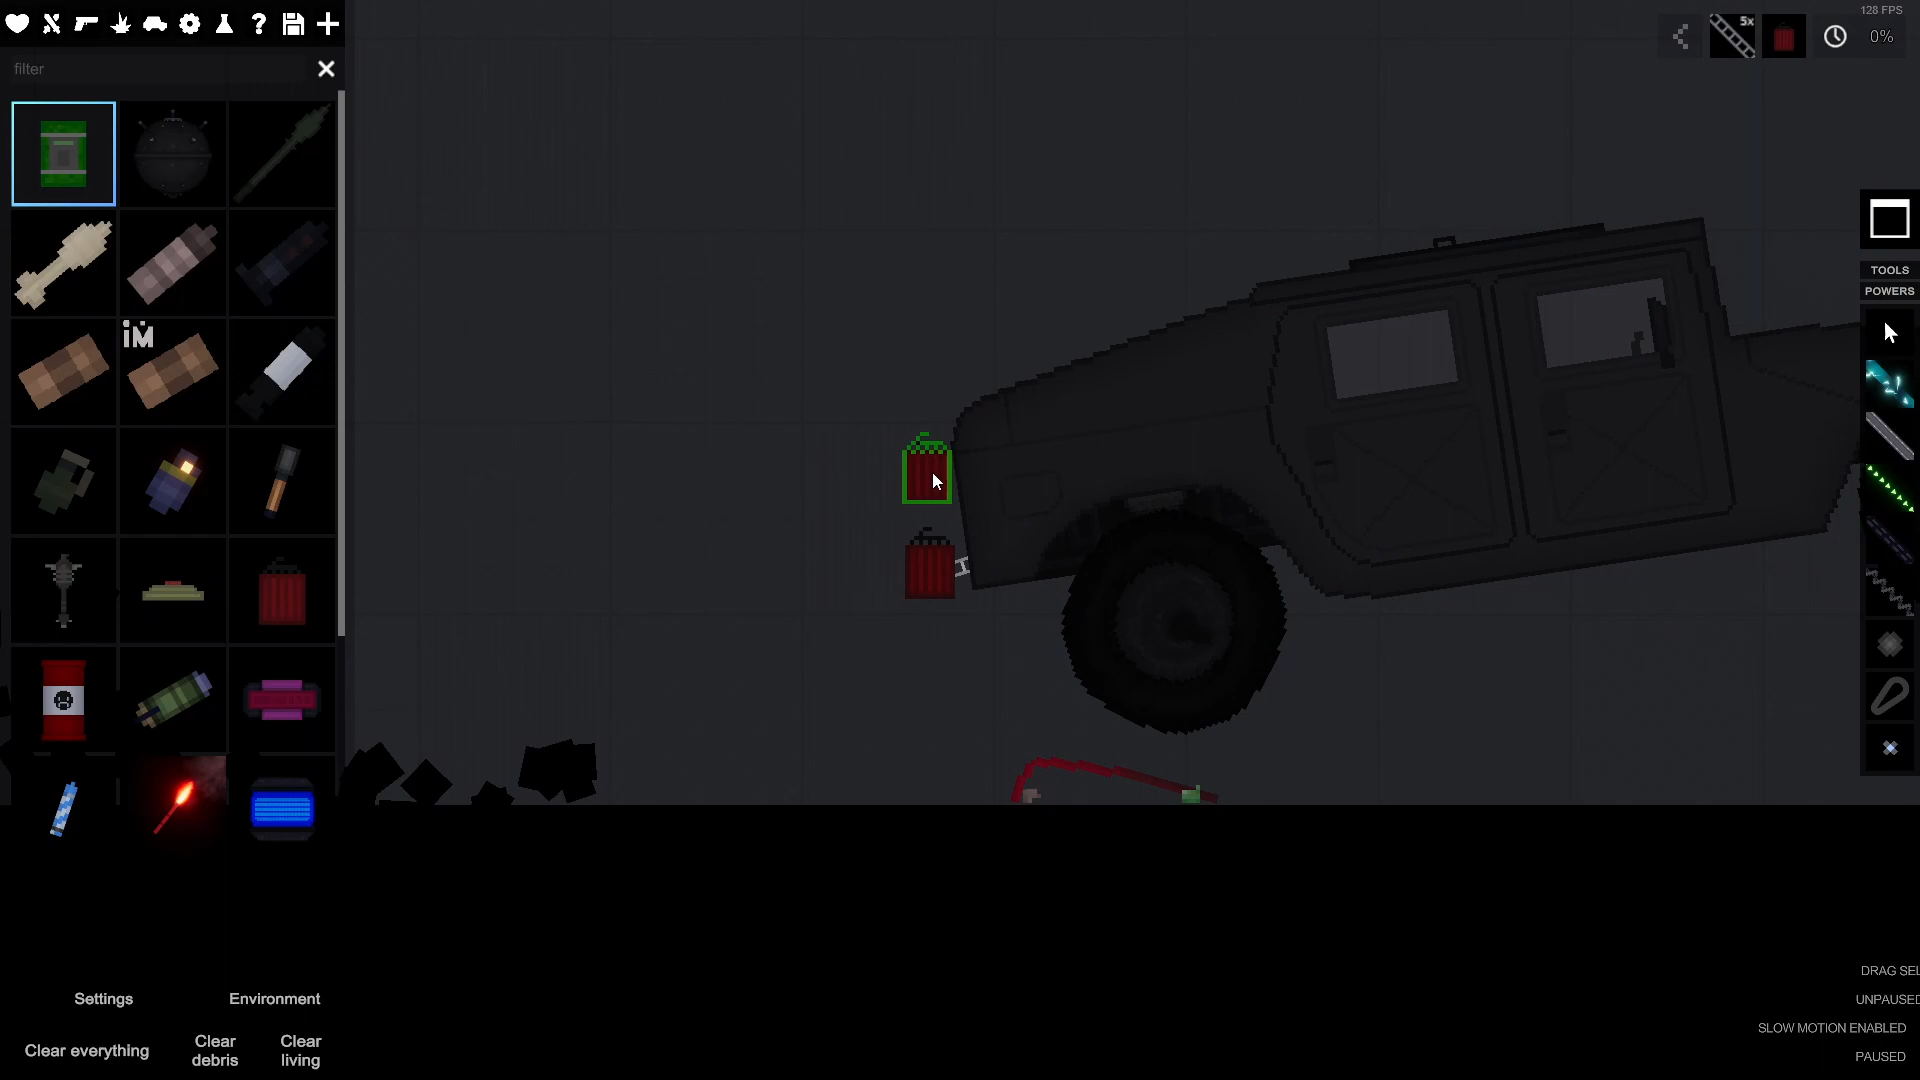 128 FPS
5x
0%
filter
TOOLS
POWERS
iM
DRAG SEL
Settings
Environment
UNPAUSED
SLOW MOTION ENABLED
Clear everything
Clear
debris
Clear
living
PAUSED